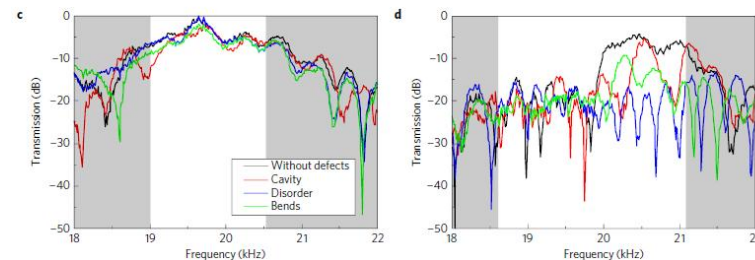 c
Transmission (dB)
0
−10
−20
−30
−40
−50
Without defects
Cavity
Disorder
Bends
18
19
20
21
22
Frequency (kHz)
d
Transmission (dB)
0
−10
−20
−30
−40
−50
18
19
20
21
22
Frequency (kHz)